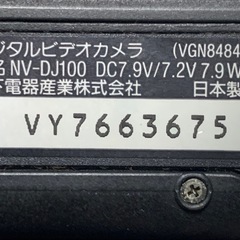 ジタルビデオカメラ (VGN8484
名 NV-DJ100 DC7.9V/7.2V 7.9W
下電器産業株式会社 日本製
VY7663675